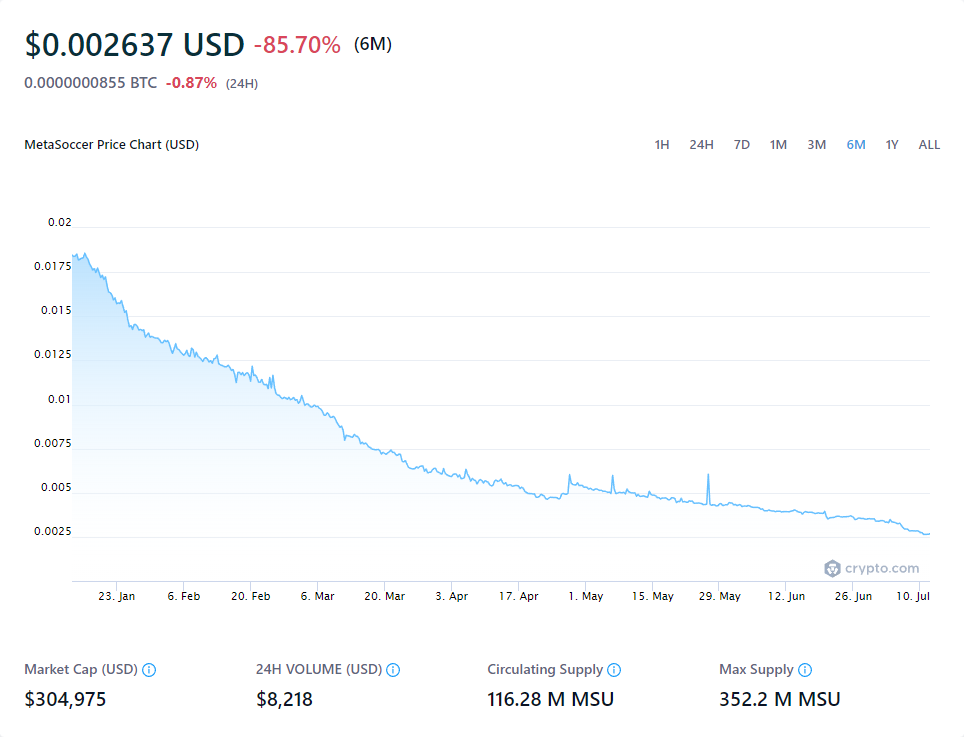 $0.002637 USD -85.70% (6M)
0.0000000855 BTC -0.87% (24H)
MetaSoccer Price Chart (USD) 1H 24H 7D 1M 3M 6M 1Y ALL
0.02
0.0175
0.015
0.0125
0.01
0.0075
0.005
0.0025
crypto.com
23. Jan 6. Feb 20. Feb 6. Mar 20. Mar 3. Apr 17. Apr 1. May 15. May 29. May 12. Jun 26. Jun 10. Jul
Market Cap (USD) 24H VOLUME (USD) Circulating Supply Max Supply
$304,975 $8,218 116.28 M MSU 352.2 M MSU